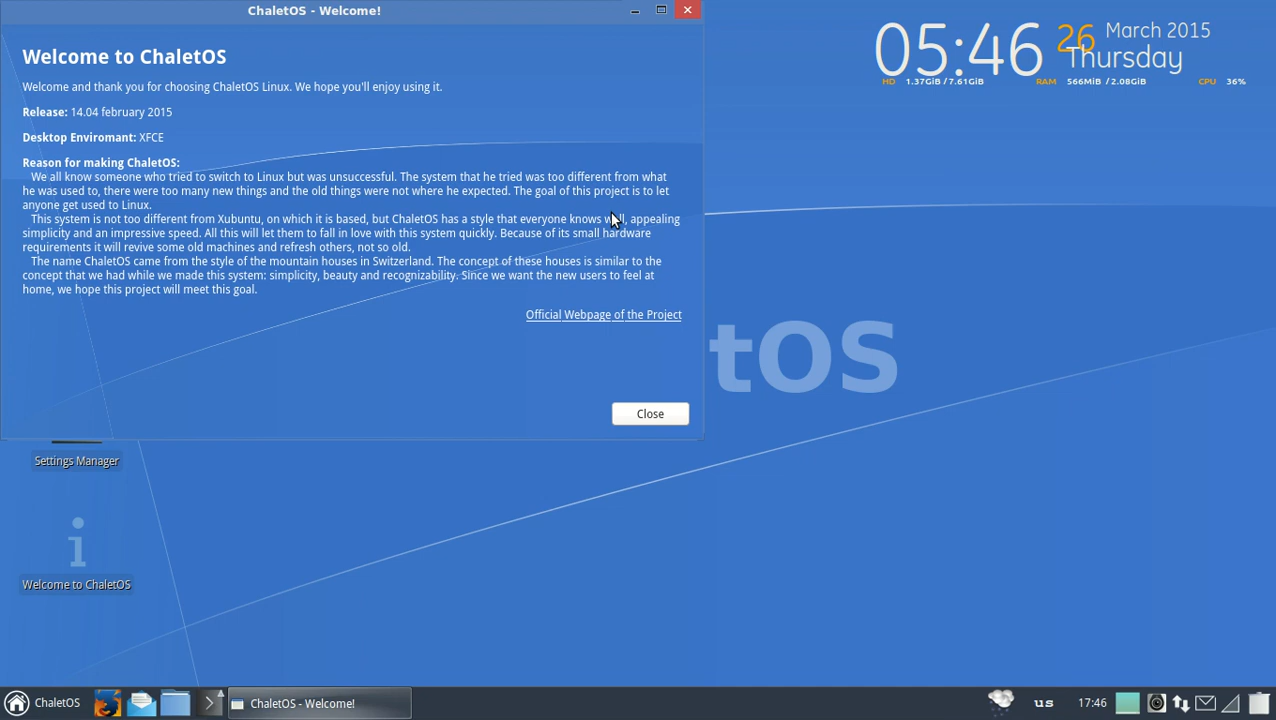 ChaletOS - Welcome!
Welcome to ChaletOS
Welcome and thank you for choosing ChaletOS Linux. We hope you'll enjoy using it.
Release: 14.04 february 2015
Desktop Enviromant: XFCE
Reason for making ChaletOS:
We all know someone who tried to switch to Linux but was unsuccessful. The system that he tried was too different from what
he was used to, there were too many new things and the old things were not where he expected. The goal of this project is to let
anyone get used to Linux.
This system is not too different from Xubuntu, on which it is based, but ChaletOS has a style that everyone knows well, appealing
simplicity and an impressive speed. All this will let them to fall in love with this system quickly. Because of its small hardware
requirements it will revive some old machines and refresh others, not so old.
The name ChaletOS came from the style of the mountain houses in Switzerland. The concept of these houses is similar to the
concept that we had while we made this system: simplicity, beauty and recognizability. Since we want the new users to feel at
home, we hope this project will meet this goal.
Official Webpage of the Project
Close
05:46 26 March 2015
Thursday
HD 1.37GiB / 7.61GiB RAM 566MiB / 2.08GiB CPU 36%
tOS
Settings Manager
Welcome to ChaletOS
ChaletOS
ChaletOS - Welcome!
us
17:46